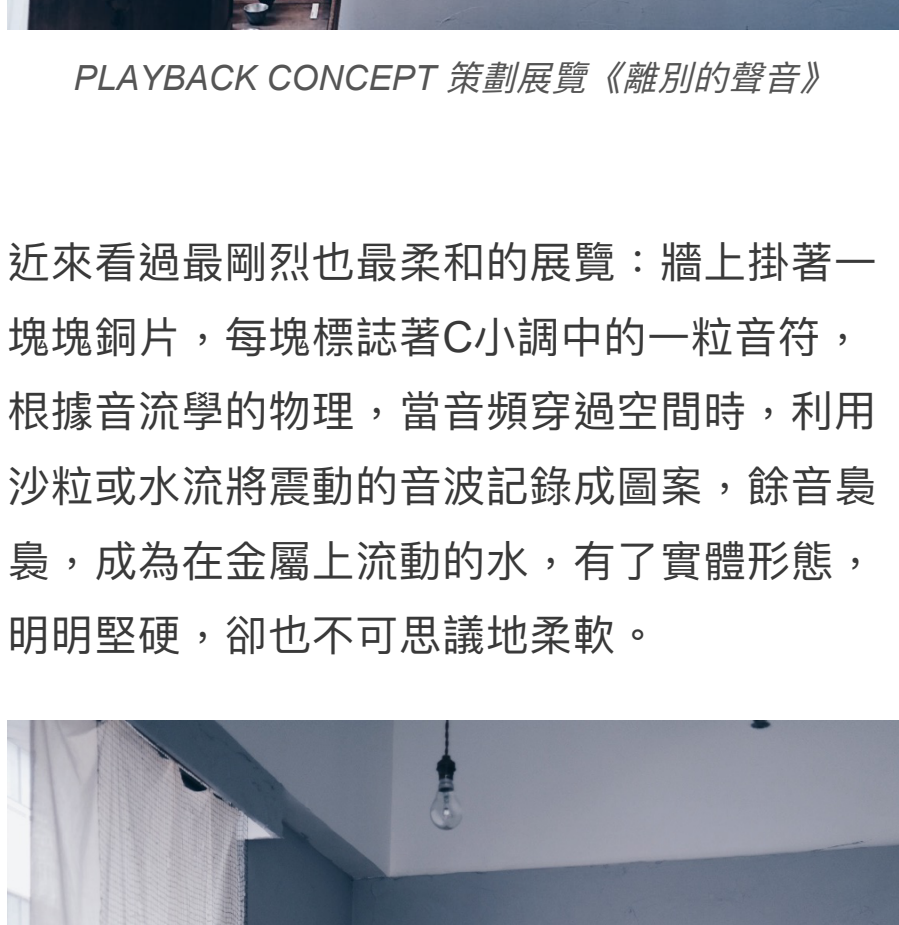 PLAYBACK CONCEPT 策劃展覽《離別的聲音》
近來看過最剛烈也最柔和的展覽：牆上掛著一
塊塊銅片，每塊標誌著C小調中的一粒音符，
根據音流學的物理，當音頻穿過空間時，利用
沙粒或水流將震動的音波記錄成圖案，餘音裊
裊，成為在金屬上流動的水，有了實體形態，
明明堅硬，卻也不可思議地柔軟。